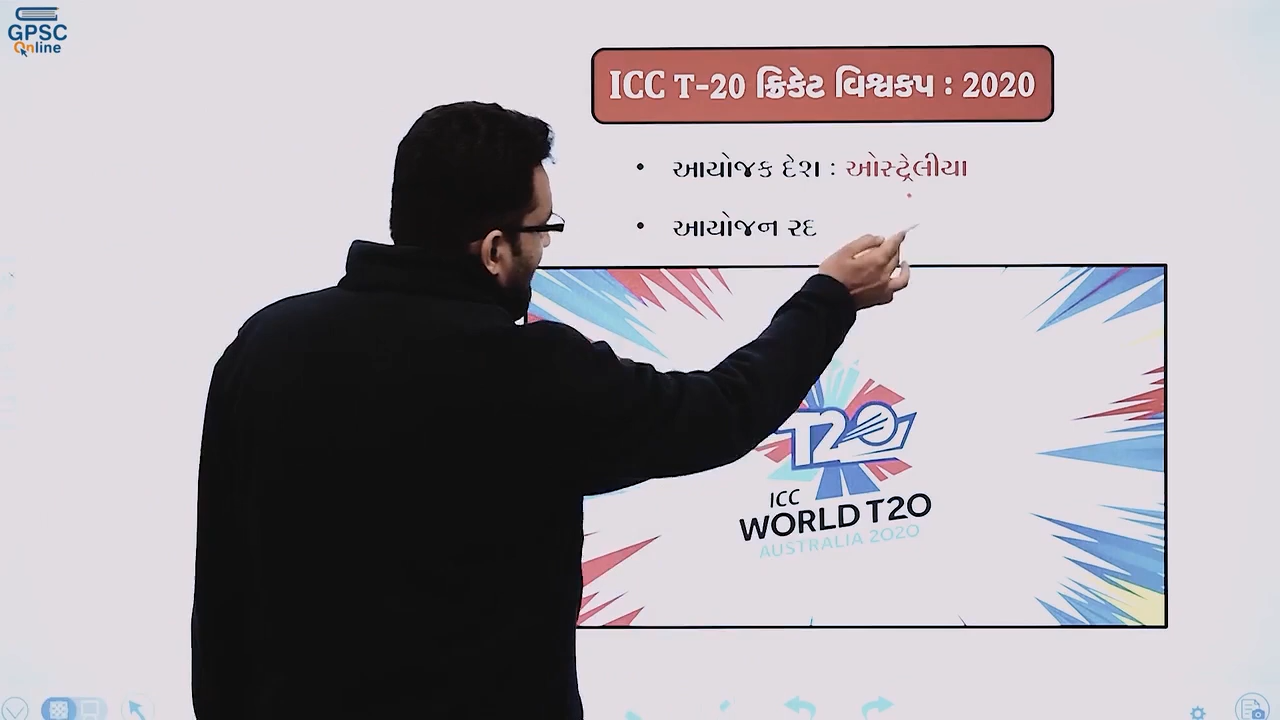 GPSC
Online
ICC T-20 ક્રિકેટ વિશ્વકપ : 2020
• આયોજક દેશ : ઓસ્ટ્રેલીયા
• આયોજન રદ
T20
ICC
WORLD T20
AUSTRALIA 2020